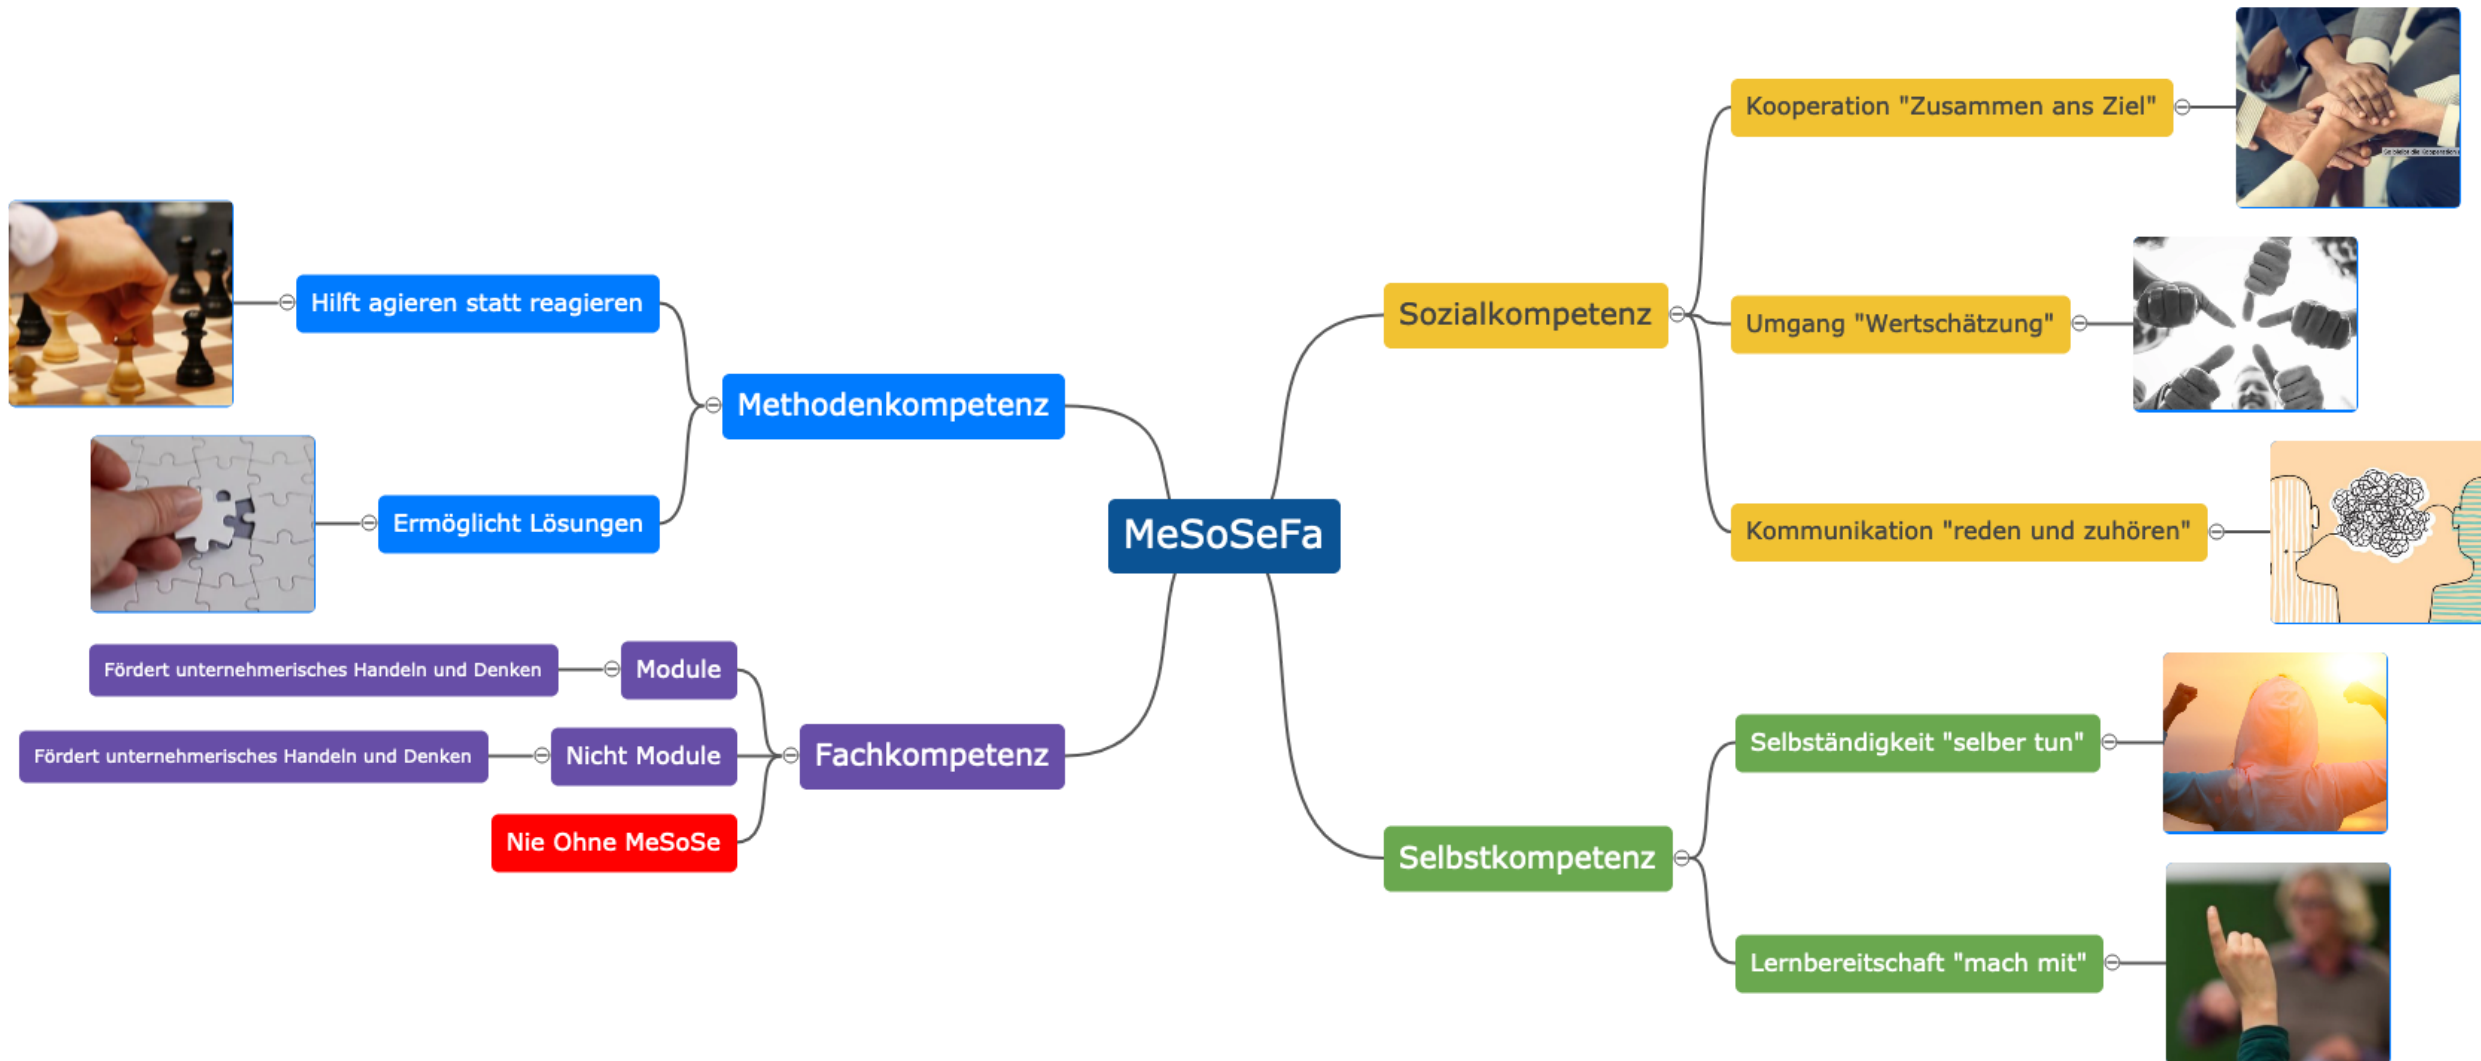 MeSoSeFa
Methodenkompetenz
Hilft agieren statt reagieren
Ermöglicht Lösungen
Fachkompetenz
Module
Fördert unternehmerisches Handeln und Denken
Nicht Module
Fördert unternehmerisches Handeln und Denken
Nie Ohne MeSoSe
Sozialkompetenz
Kooperation "Zusammen ans Ziel"
Umgang "Wertschätzung"
Kommunikation "reden und zuhören"
Selbstkompetenz
Selbständigkeit "selber tun"
Lernbereitschaft "mach mit"